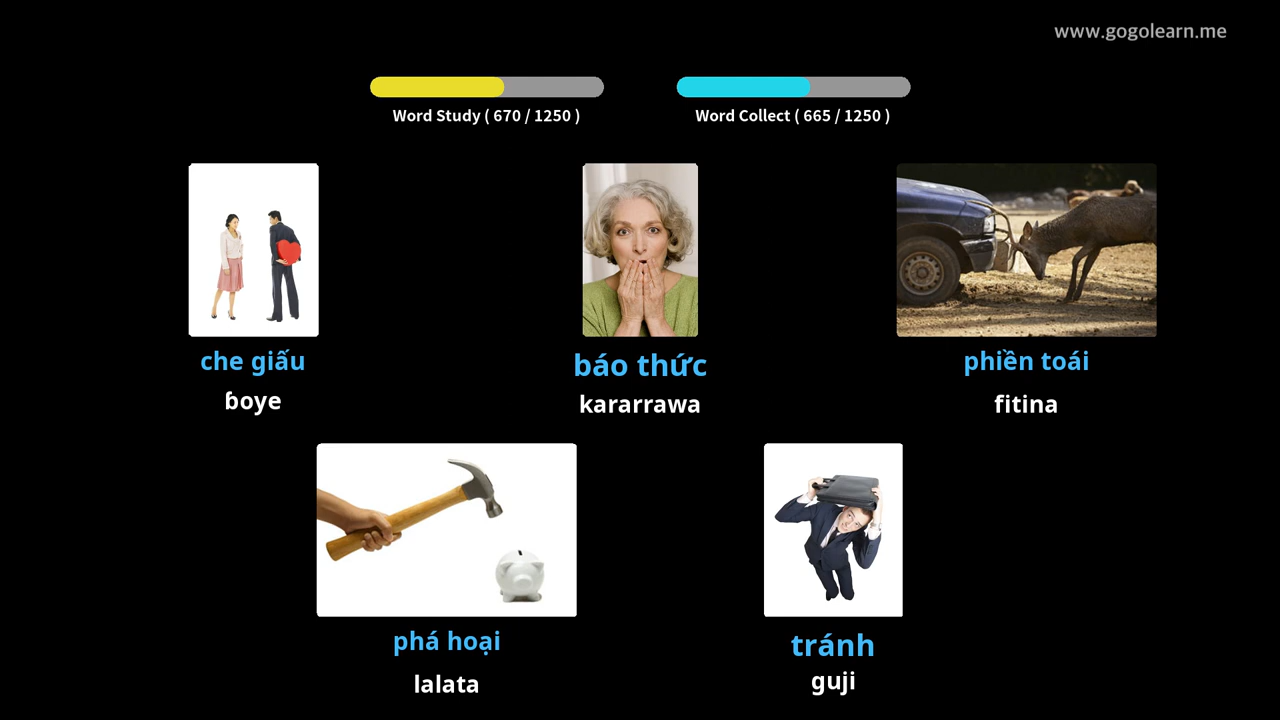 www.gogolearn.me
Word Study ( 670 / 1250 )
Word Collect ( 665 / 1250 )
che giấu
báo thức
phiền toái
ɓoye
kararrawa
fitina
phá hoại
tránh
lalata
guji